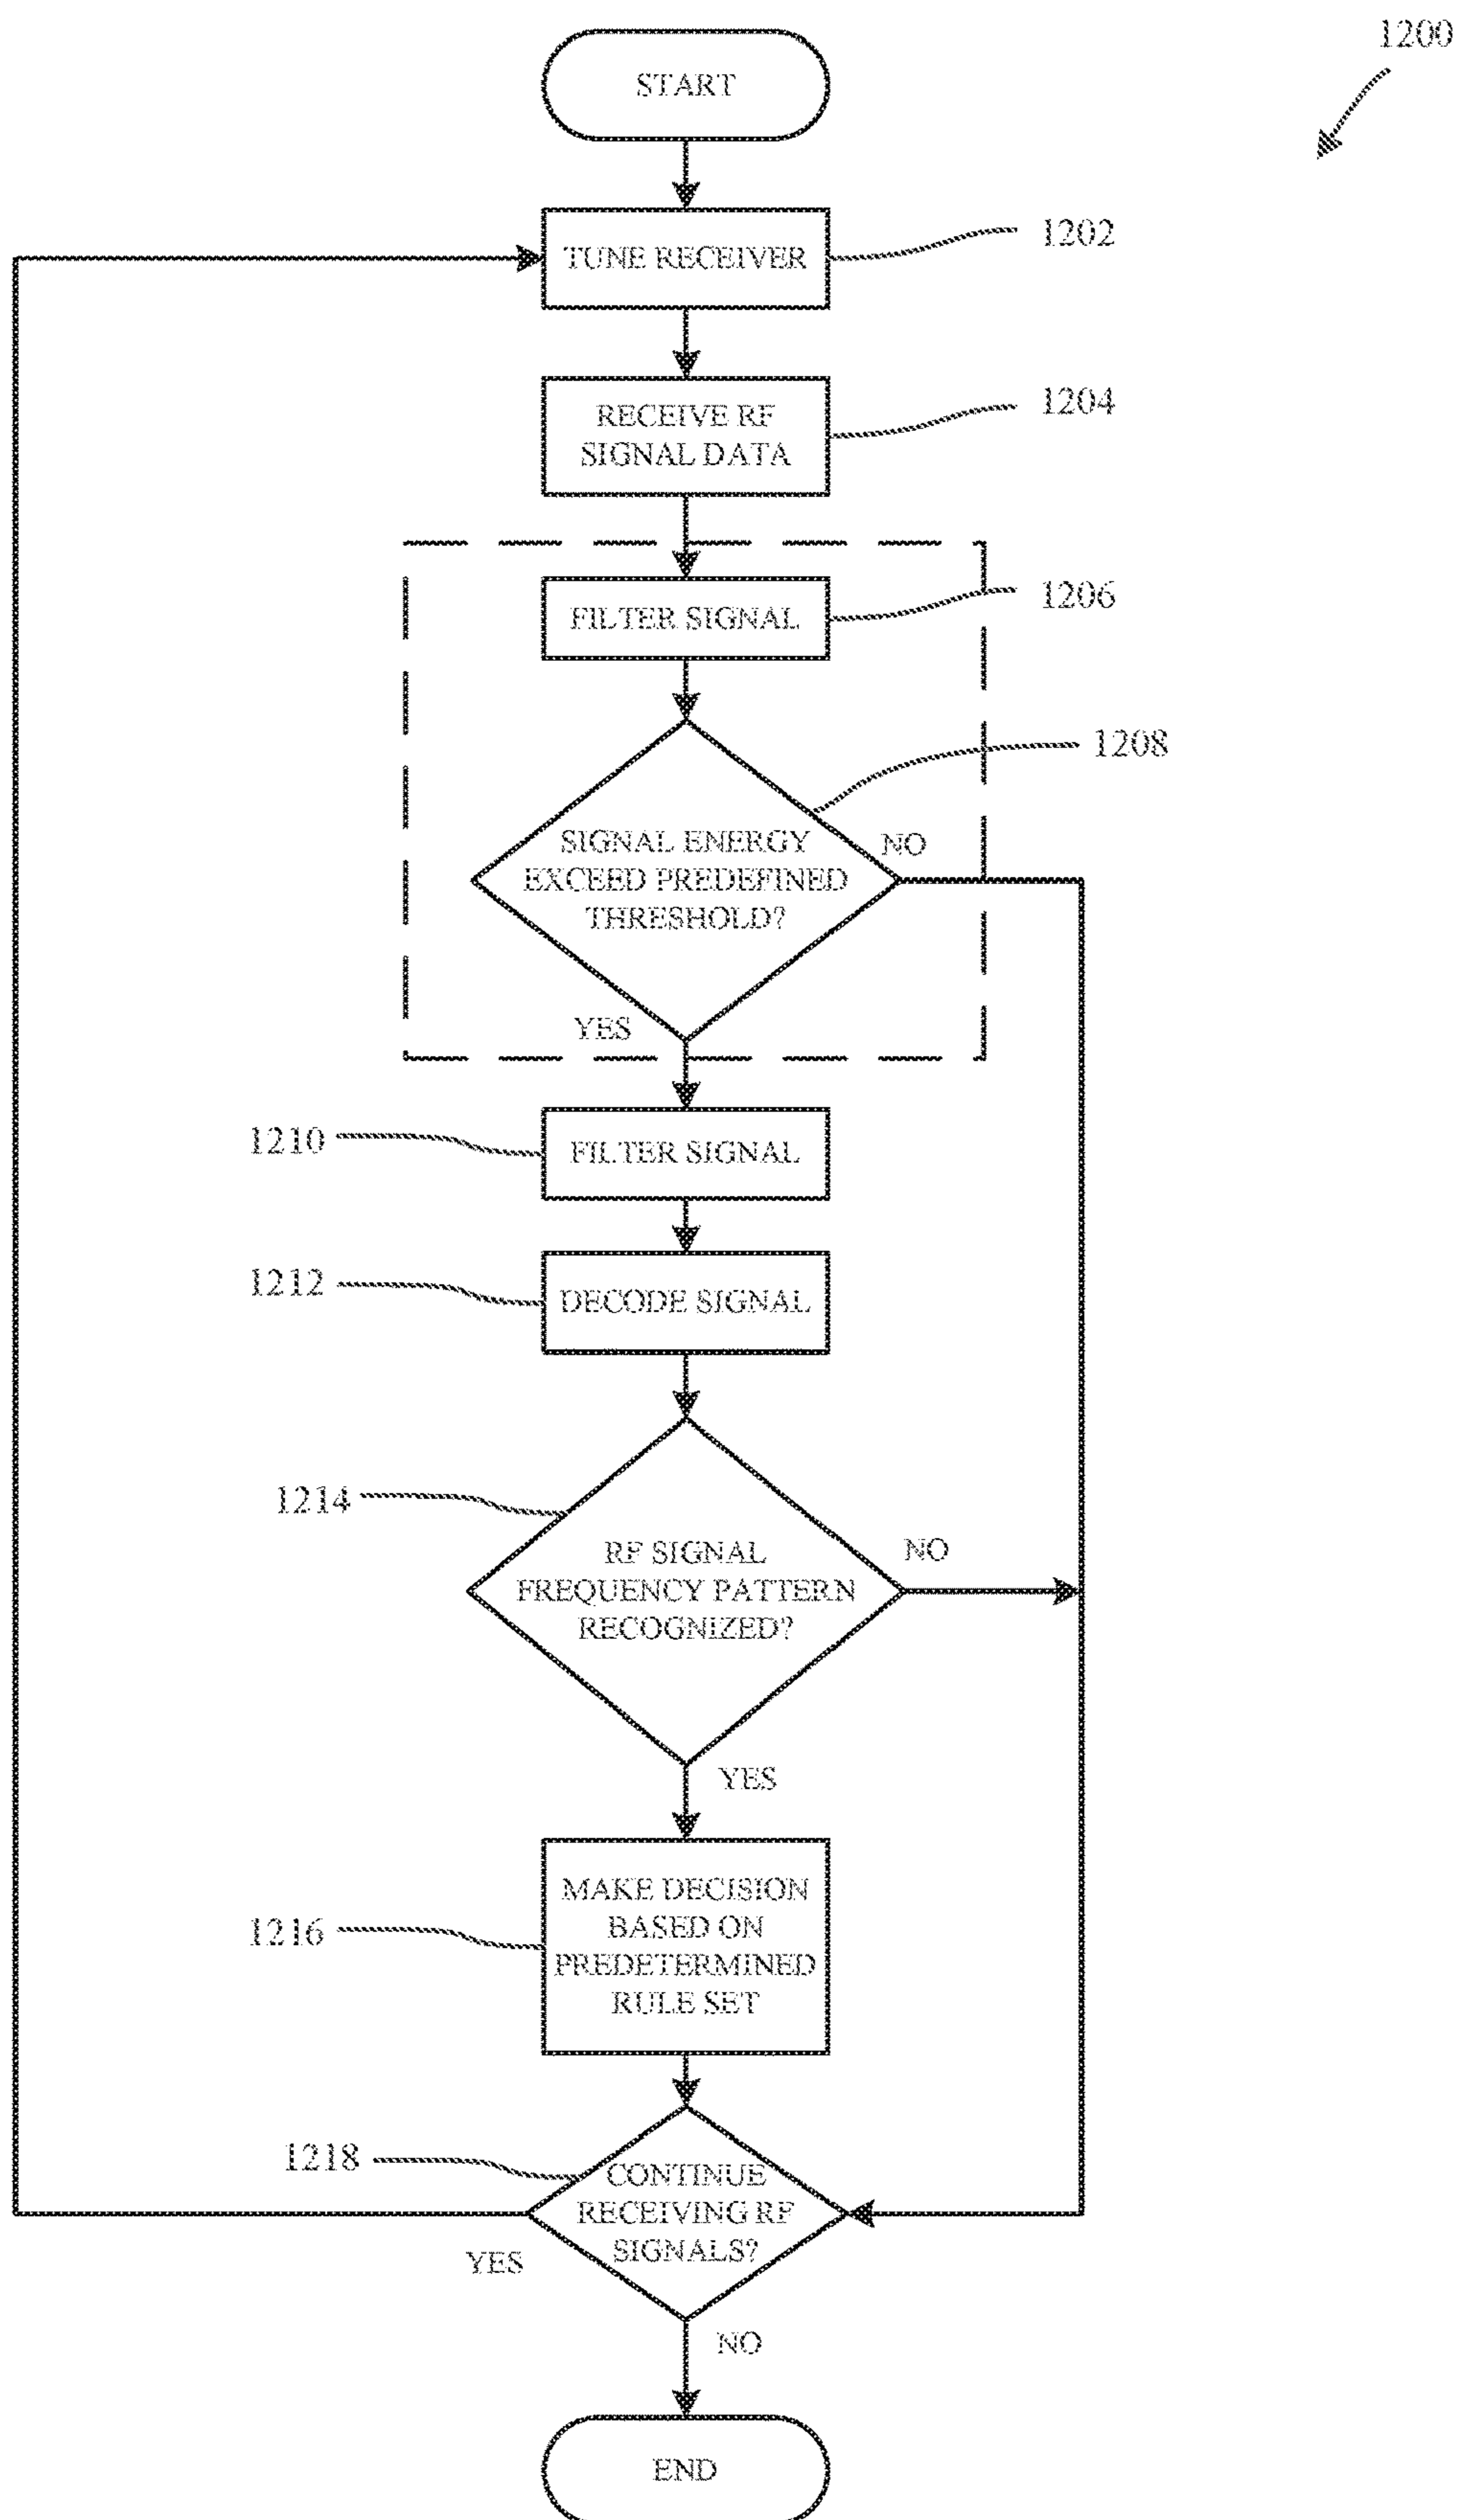 1200
START
TUNE RECEIVER
1202
RECEIVE RF
SIGNAL DATA
1204
FILTER SIGNAL
1206
1208
SIGNAL ENERGY
EXCEED PREDEFINED
THRESHOLD?
NO
YES
1210
FILTER SIGNAL
1212
DECODE SIGNAL
1214
RF SIGNAL
FREQUENCY PATTERN
RECOGNIZED?
NO
YES
1216
MAKE DECISION
BASED ON
PREDETERMINED
RULE SET
1218
CONTINUE
RECEIVING RF
SIGNALS?
YES
NO
END